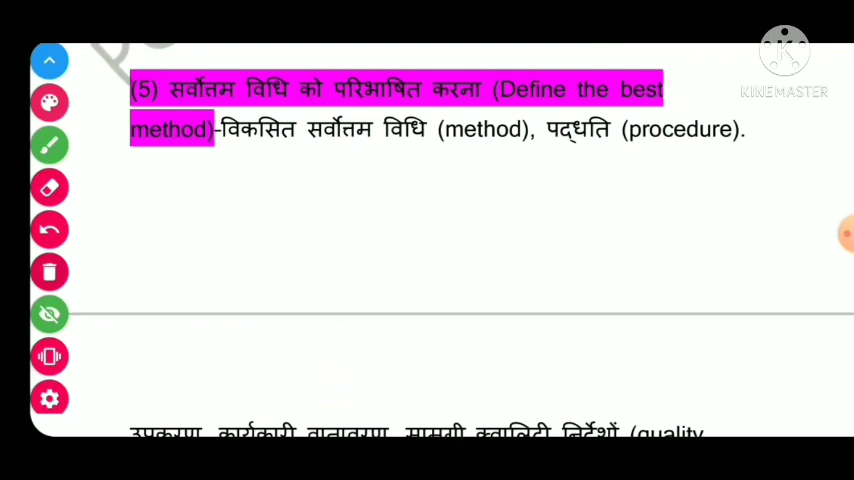 KINEMASTER
(5) सर्वोत्तम विधि को परिभाषित करना (Define the best
method)-विकसित सर्वोत्तम विधि (method), पद्धति (procedure).
उपकरण, कार्यकारी वातावरण, सामग्री क्वालिटी निर्देशों (quality